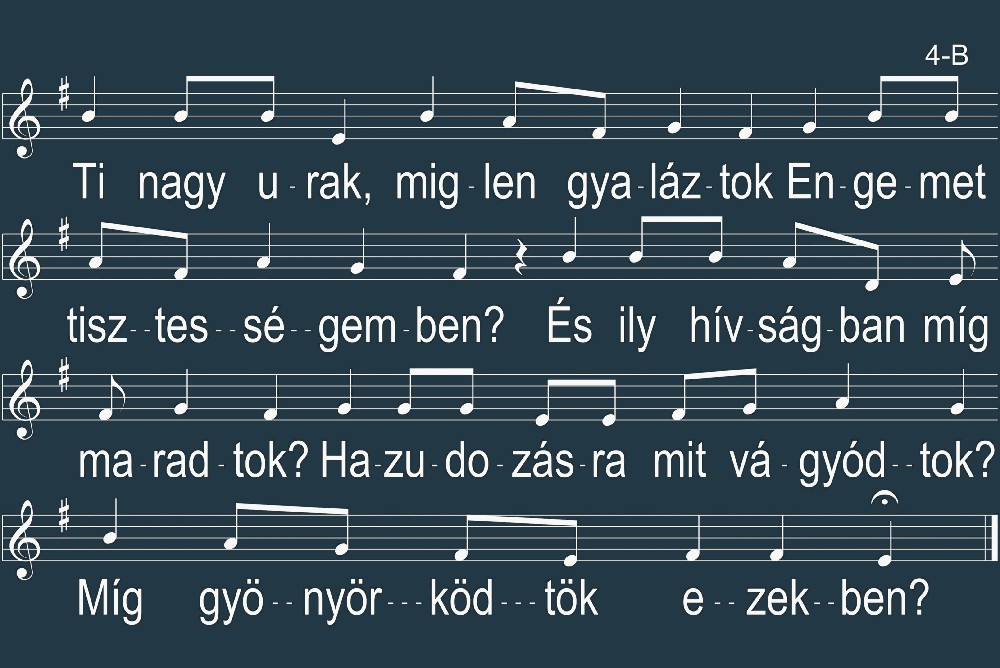 4-B
Ti nagy u - rak, mig - len gya - láz - tok En - ge - met
tisz - - tes - - sé - - gem - ben? És ily hív - ság - ban míg
ma - rad - tok? Ha - zu - do - zás - ra mit vá - gyód - - tok?
Míg gyö - - nyör - - - köd - - - tök e - - zek - - ben?